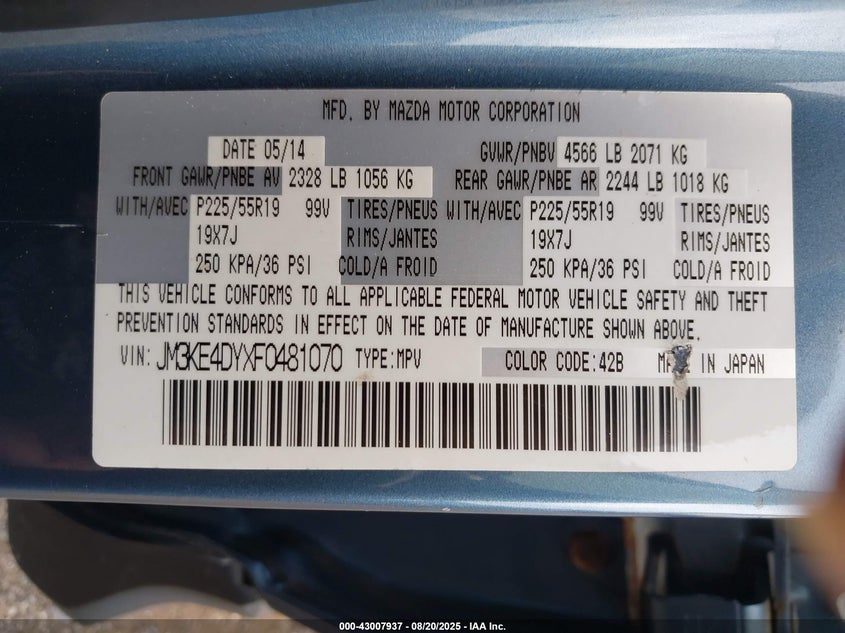 MFD. BY MAZDA MOTOR CORPORATION
DATE 05/14 GVWR/PNBV 4566 LB 2071 KG
FRONT GAWR/PNBE AV 2328 LB 1056 KG REAR GAWR/PNBE AR 2244 LB 1018 KG
WITH/AVEC P225/55R19 99V TIRES/PNEUS WITH/AVEC P225/55R19 99V TIRES/PNEUS
19X7J RIMS/JANTES 19X7J RIMS/JANTES
250 KPA/36 PSI COLD/A FROID 250 KPA/36 PSI COLD/A FROID
THIS VEHICLE CONFORMS TO ALL APPLICABLE FEDERAL MOTOR VEHICLE SAFETY AND THEFT
PREVENTION STANDARDS IN EFFECT ON THE DATE OF MANUFACTURE SHOWN ABOVE.
VIN: JM3KE4DYXF0481070 TYPE:MPV COLOR CODE:42B MADE IN JAPAN
000-43007937 - 08/20/2025 - IAA Inc.